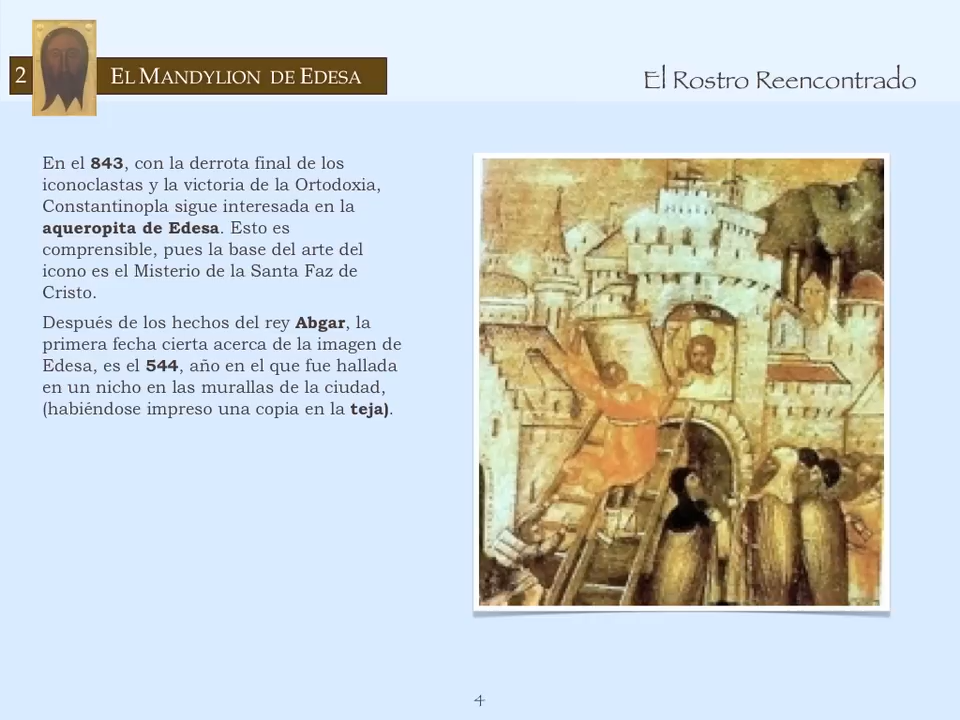 2
EL MANDYLION DE EDESA
El Rostro Reencontrado
En el 843, con la derrota final de los
iconoclastas y la victoria de la Ortodoxia,
Constantinopla sigue interesada en la
aqueropita de Edesa. Esto es
comprensible, pues la base del arte del
icono es el Misterio de la Santa Faz de
Cristo.
Después de los hechos del rey Abgar, la
primera fecha cierta acerca de la imagen de
Edesa, es el 544, año en el que fue hallada
en un nicho en las murallas de la ciudad,
(habiéndose impreso una copia en la teja).
4